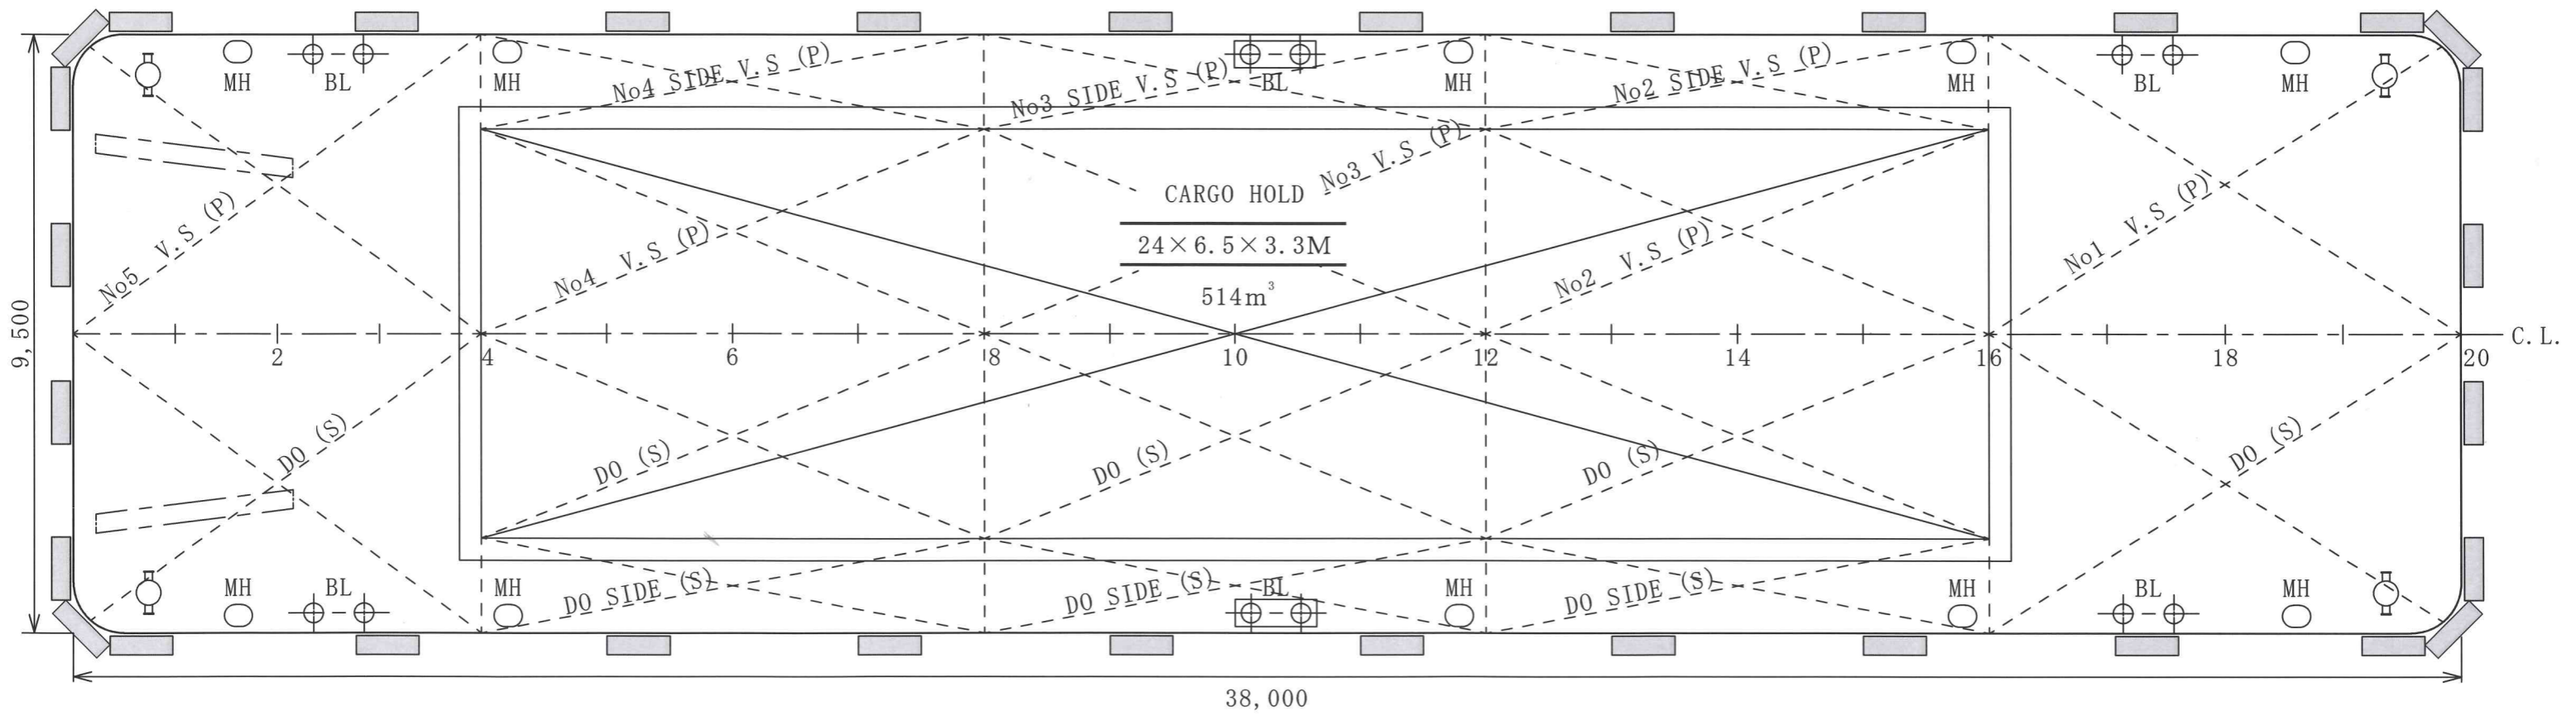 No4 SIDE V.S (P)
No3 SIDE V.S (P)
No2 SIDE V.S (P)
MH
BL
MH
BL
MH
MH
BL
MH
No3 V.S (P)
CARGO HOLD
24×6.5×3.3M
514m³
No5 V.S (P)
No4 V.S (P)
No2 V.S (P)
No1 V.S (P)
9,500
2
4
6
8
10
12
14
16
18
20
C.L.
DO (S)
DO (S)
DO (S)
DO (S)
DO (S)
MH
BL
MH
DO SIDE (S)
DO SIDE (S)
BL
MH
DO SIDE (S)
MH
BL
MH
38,000